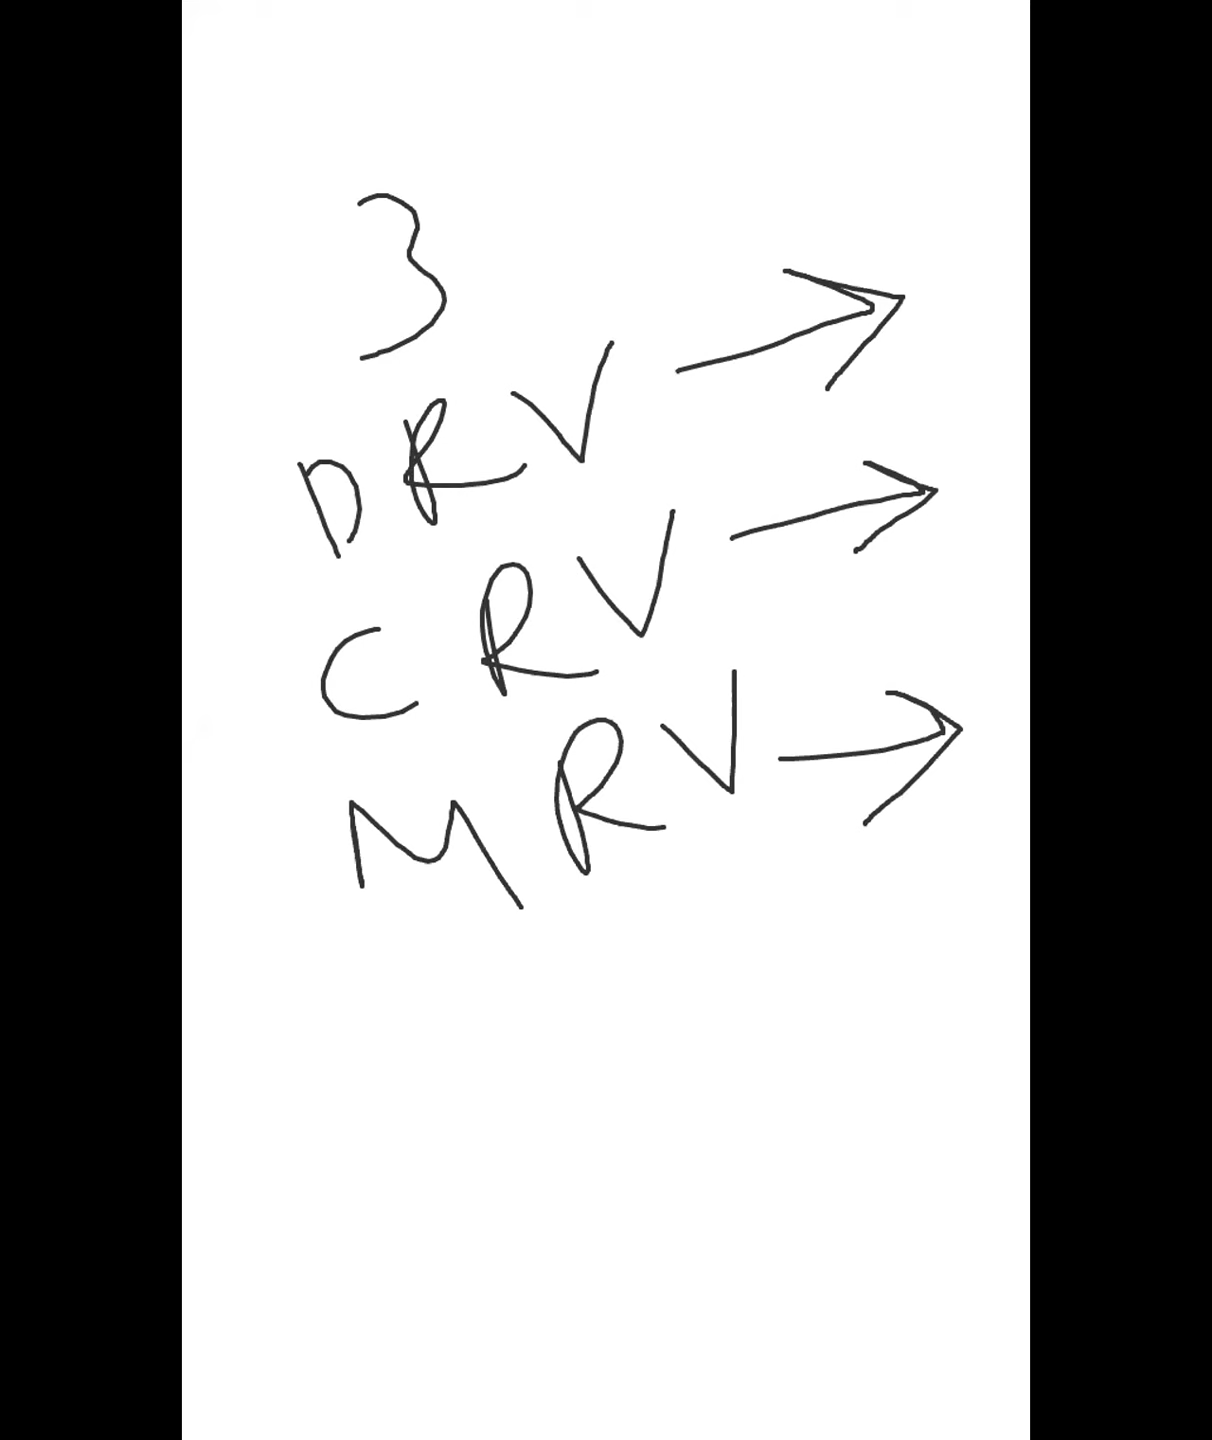 3
DRV →
CRV →
MRV →